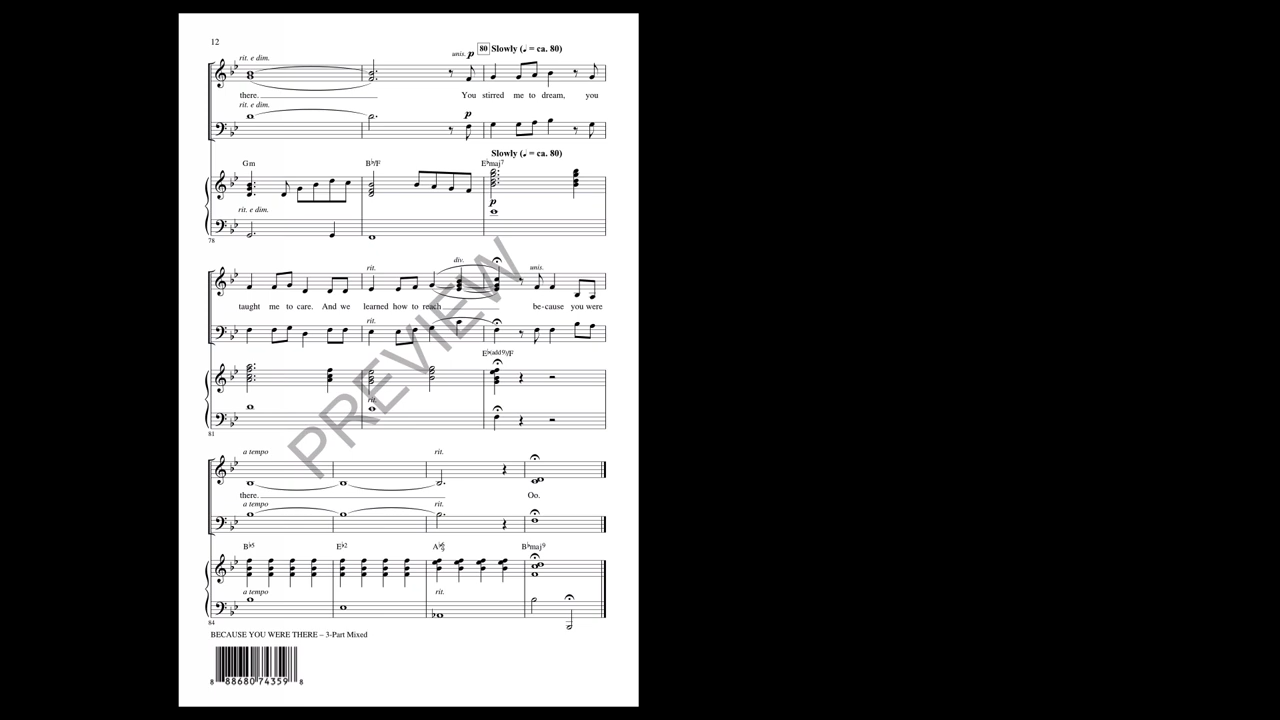 12
80 Slowly (♩ = ca. 80)
rit. e dim.
unis. p
there. You stirred me to dream, you
rit. e dim.
p
Slowly (♩ = ca. 80)
Gm B♭/F E♭maj7
p
rit. e dim.
78
rit. div. unis.
taught me to care. And we learned how to reach be-cause you were
rit.
E♭(add9)/F
rit.
81
PREVIEW
a tempo rit.
there. Oo.
a tempo rit.
B♭5 E♭2 A♭6/9 B♭maj9
a tempo rit.
84
BECAUSE YOU WERE THERE – 3-Part Mixed
8 88680 74359 8